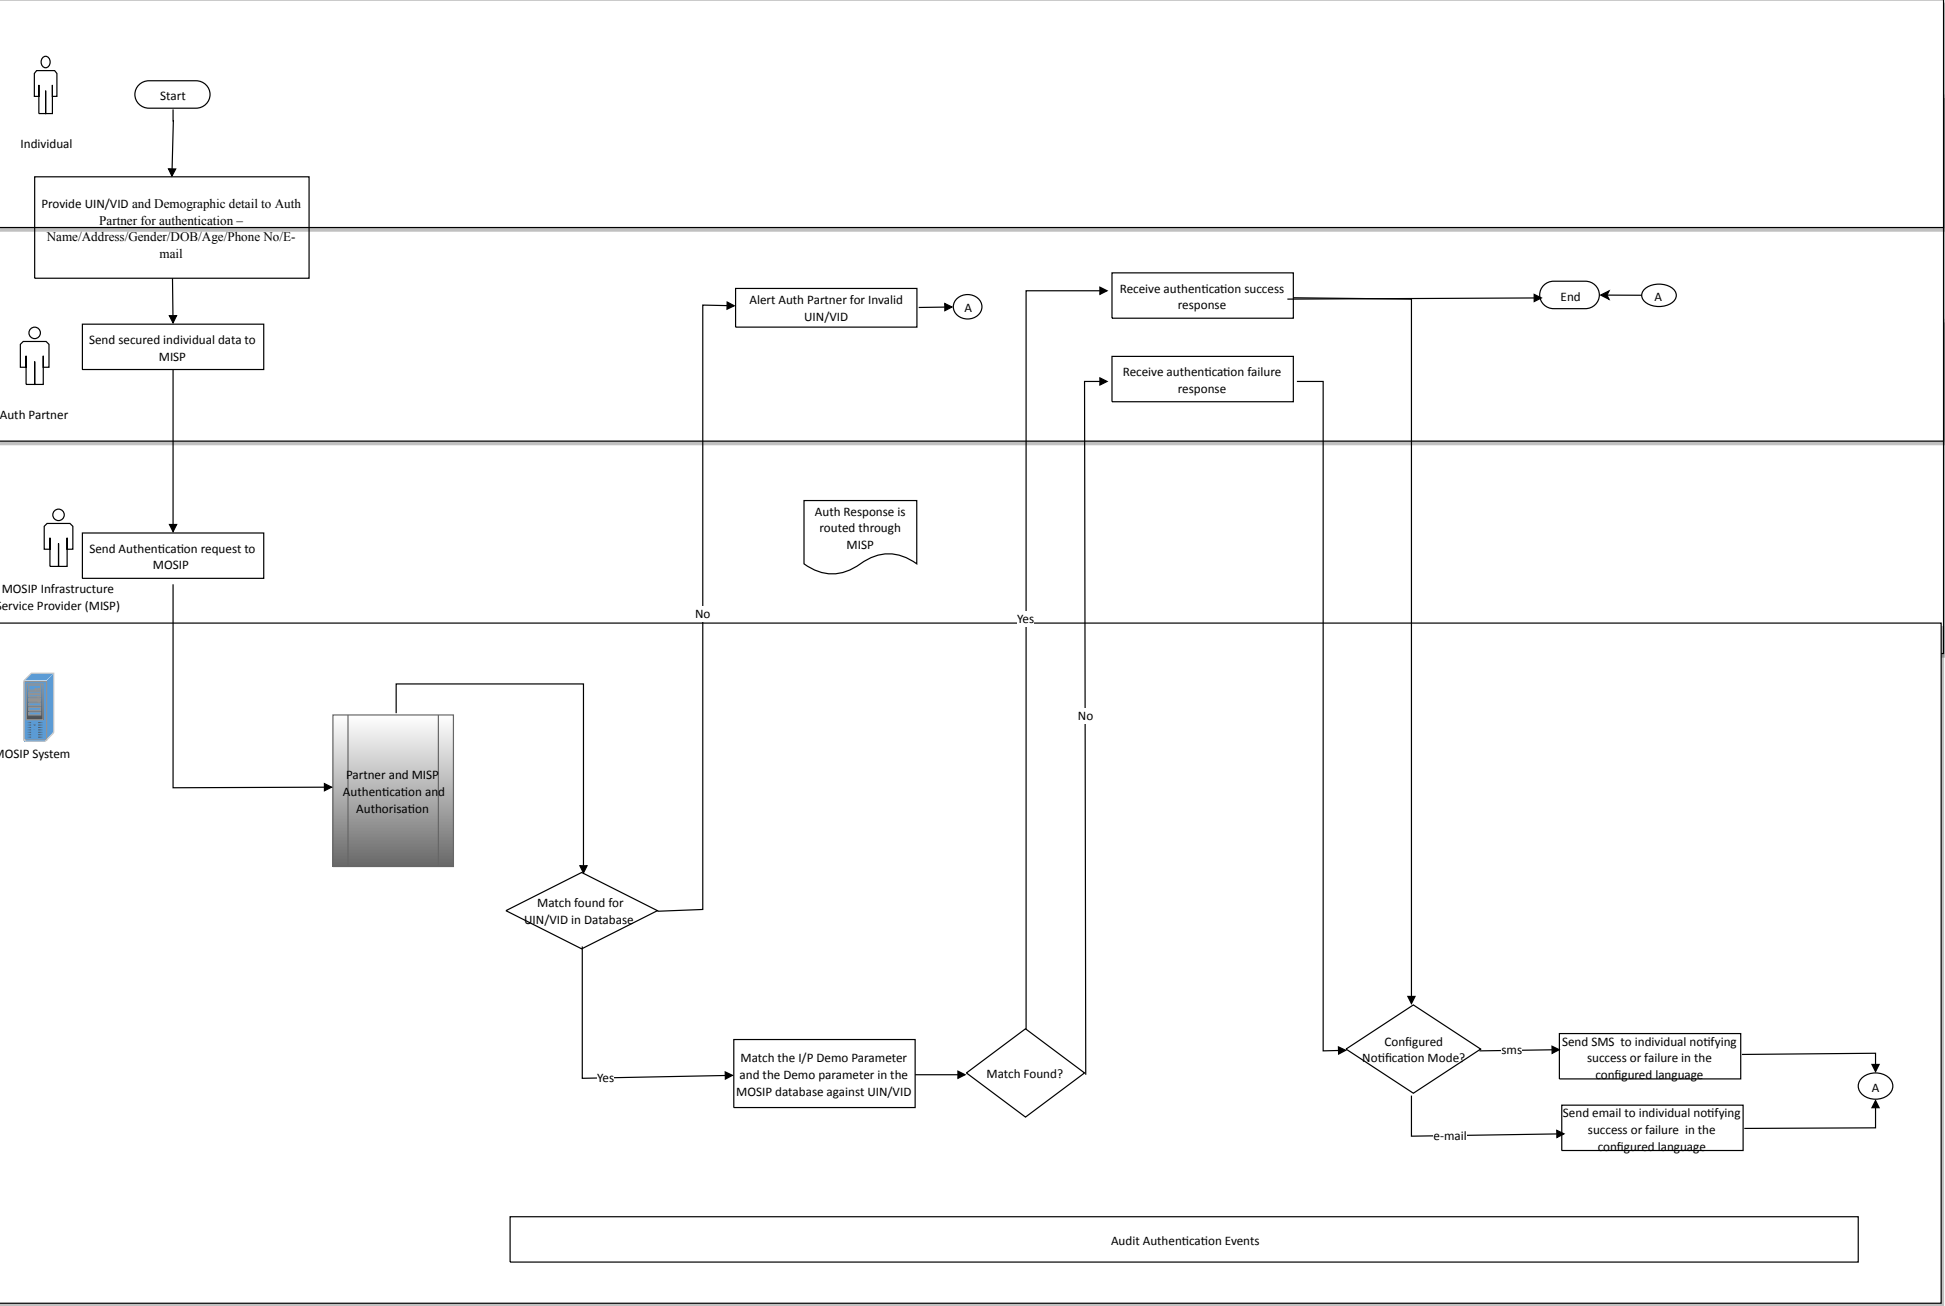 Start
Individual
Provide UIN/VID and Demographic detail to Auth
Partner for authentication –
Name/Address/Gender/DOB/Age/Phone No/E-
mail
Alert Auth Partner for Invalid
UIN/VID
A
Receive authentication success
response
End
A
Send secured individual data to
MISP
Receive authentication failure
response
Auth Partner
Auth Response is
routed through
MISP
Send Authentication request to
MOSIP
MOSIP Infrastructure
Service Provider (MISP)
No
Yes
No
MOSIP System
Partner and MISP
Authentication and
Authorisation
Match found for
UIN/VID in Database
Yes
Match the I/P Demo Parameter
and the Demo parameter in the
MOSIP database against UIN/VID
Match Found?
Configured
Notification Mode?
sms
Send SMS to individual notifying
success or failure in the
configured language
A
e-mail
Send email to individual notifying
success or failure in the
configured language
Audit Authentication Events